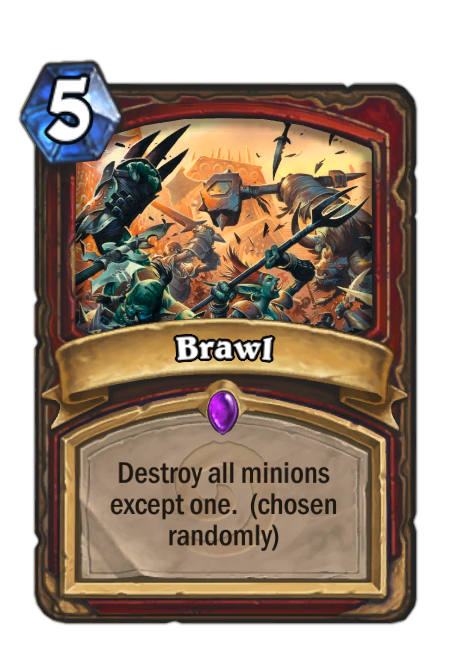 5
Brawl
Destroy all minions
except one. (chosen
randomly)